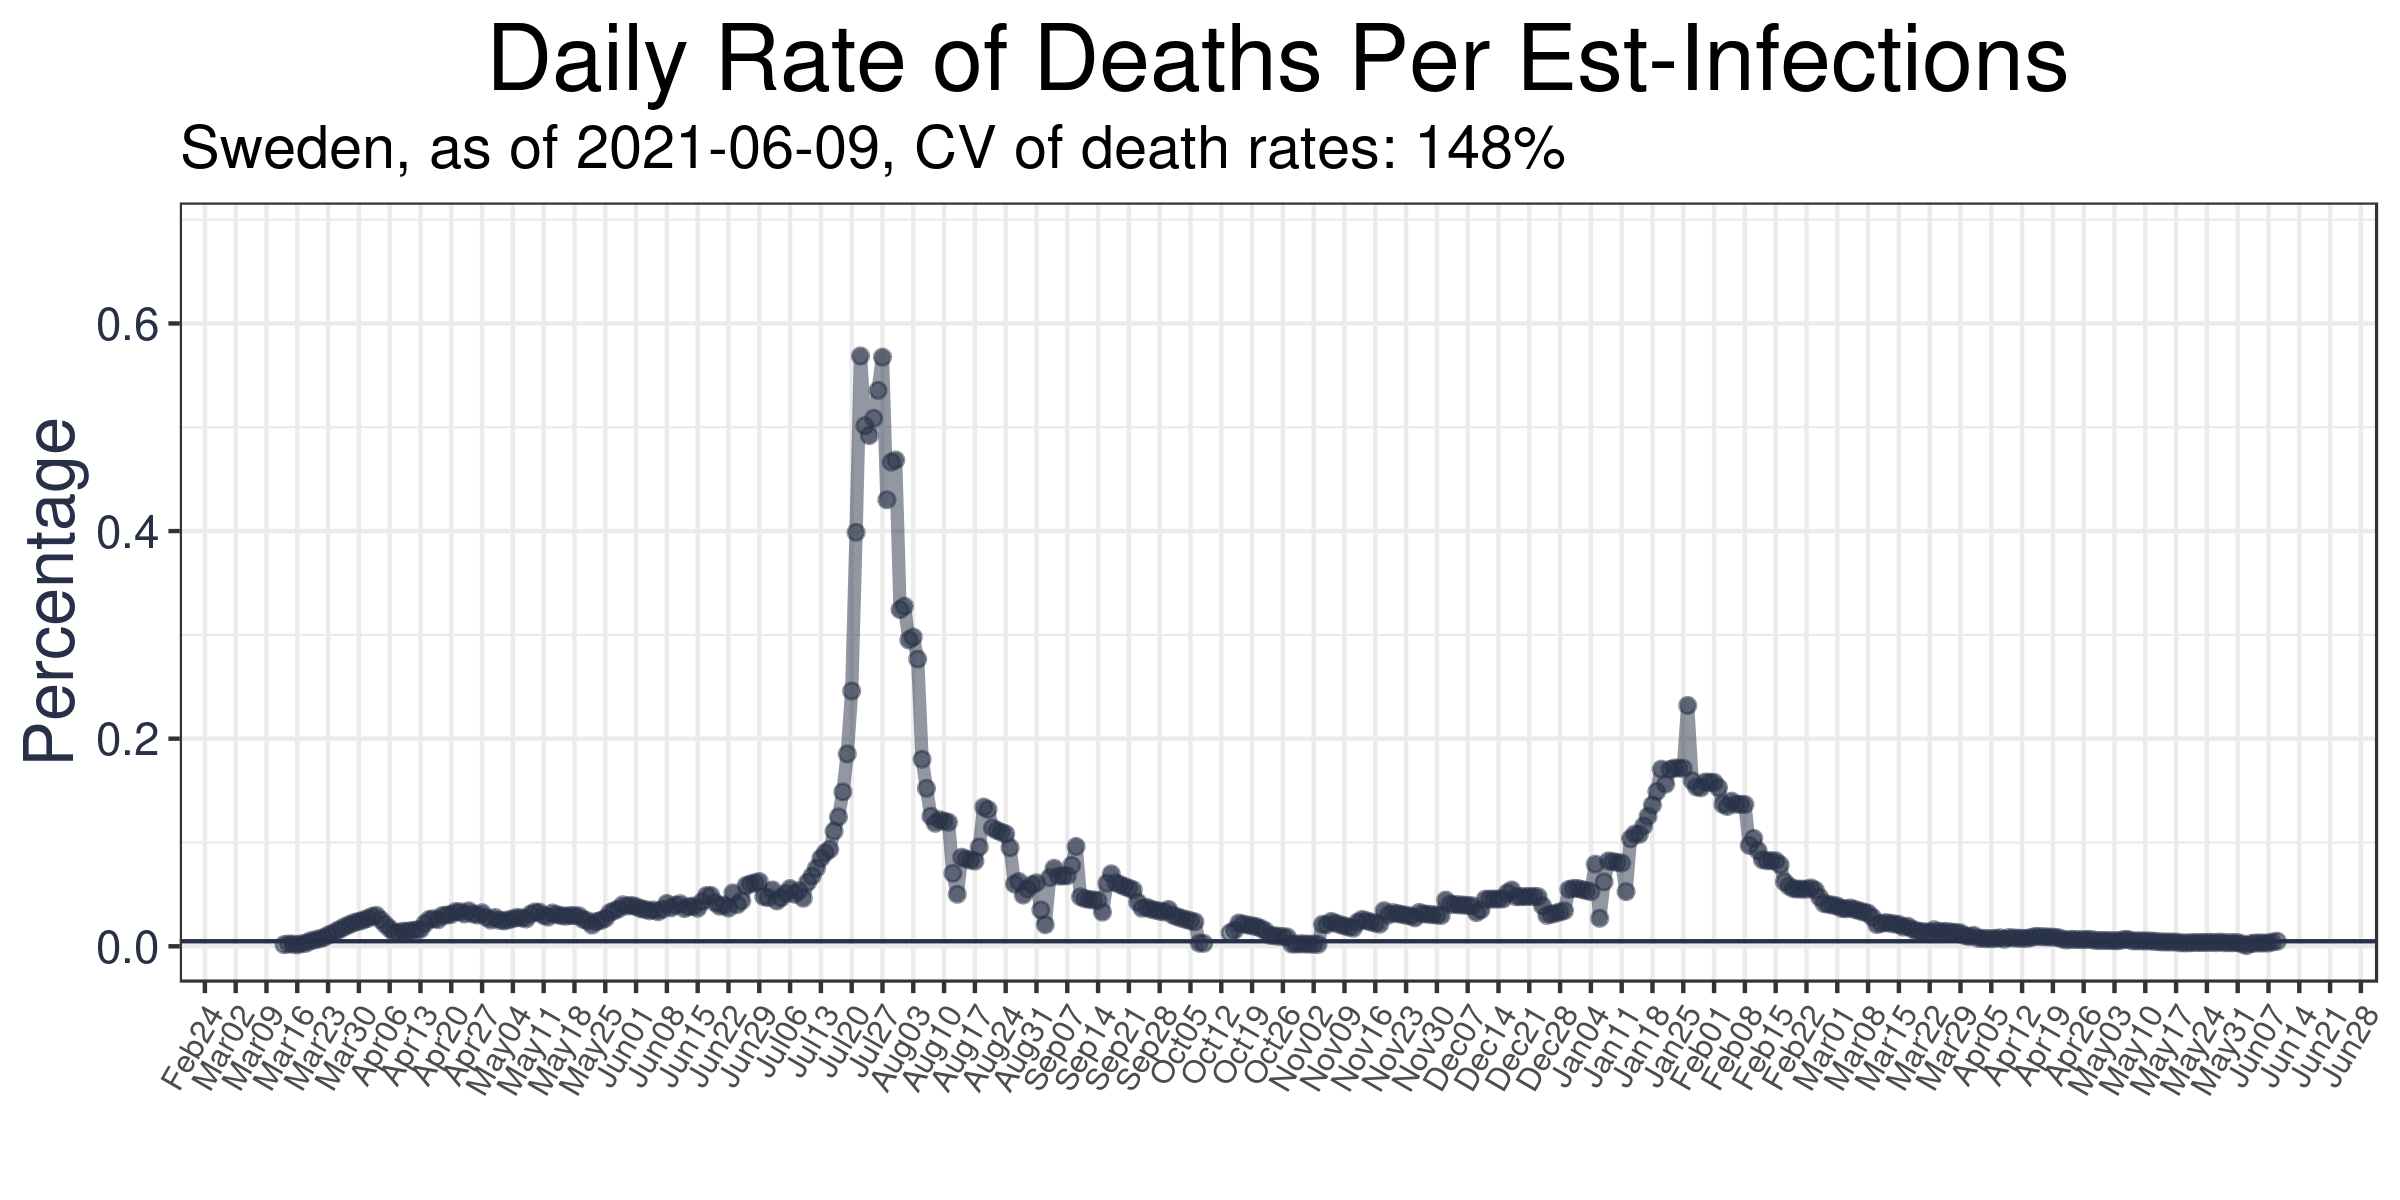 Daily Rate of Deaths Per Est-Infections
Sweden, as of 2021-06-09, CV of death rates: 148%
Percentage
0.6
0.4
0.2
0.0
Feb24
Mar02
Mar09
Mar16
Mar23
Mar30
Apr06
Apr13
Apr20
Apr27
May04
May11
May18
May25
Jun01
Jun08
Jun15
Jun22
Jun29
Jul06
Jul13
Jul20
Jul27
Aug03
Aug10
Aug17
Aug24
Aug31
Sep07
Sep14
Sep21
Sep28
Oct05
Oct12
Oct19
Oct26
Nov02
Nov09
Nov16
Nov23
Nov30
Dec07
Dec14
Dec21
Dec28
Jan04
Jan11
Jan18
Jan25
Feb01
Feb08
Feb15
Feb22
Mar01
Mar08
Mar15
Mar22
Mar29
Apr05
Apr12
Apr19
Apr26
May03
May10
May17
May24
May31
Jun07
Jun14
Jun21
Jun28